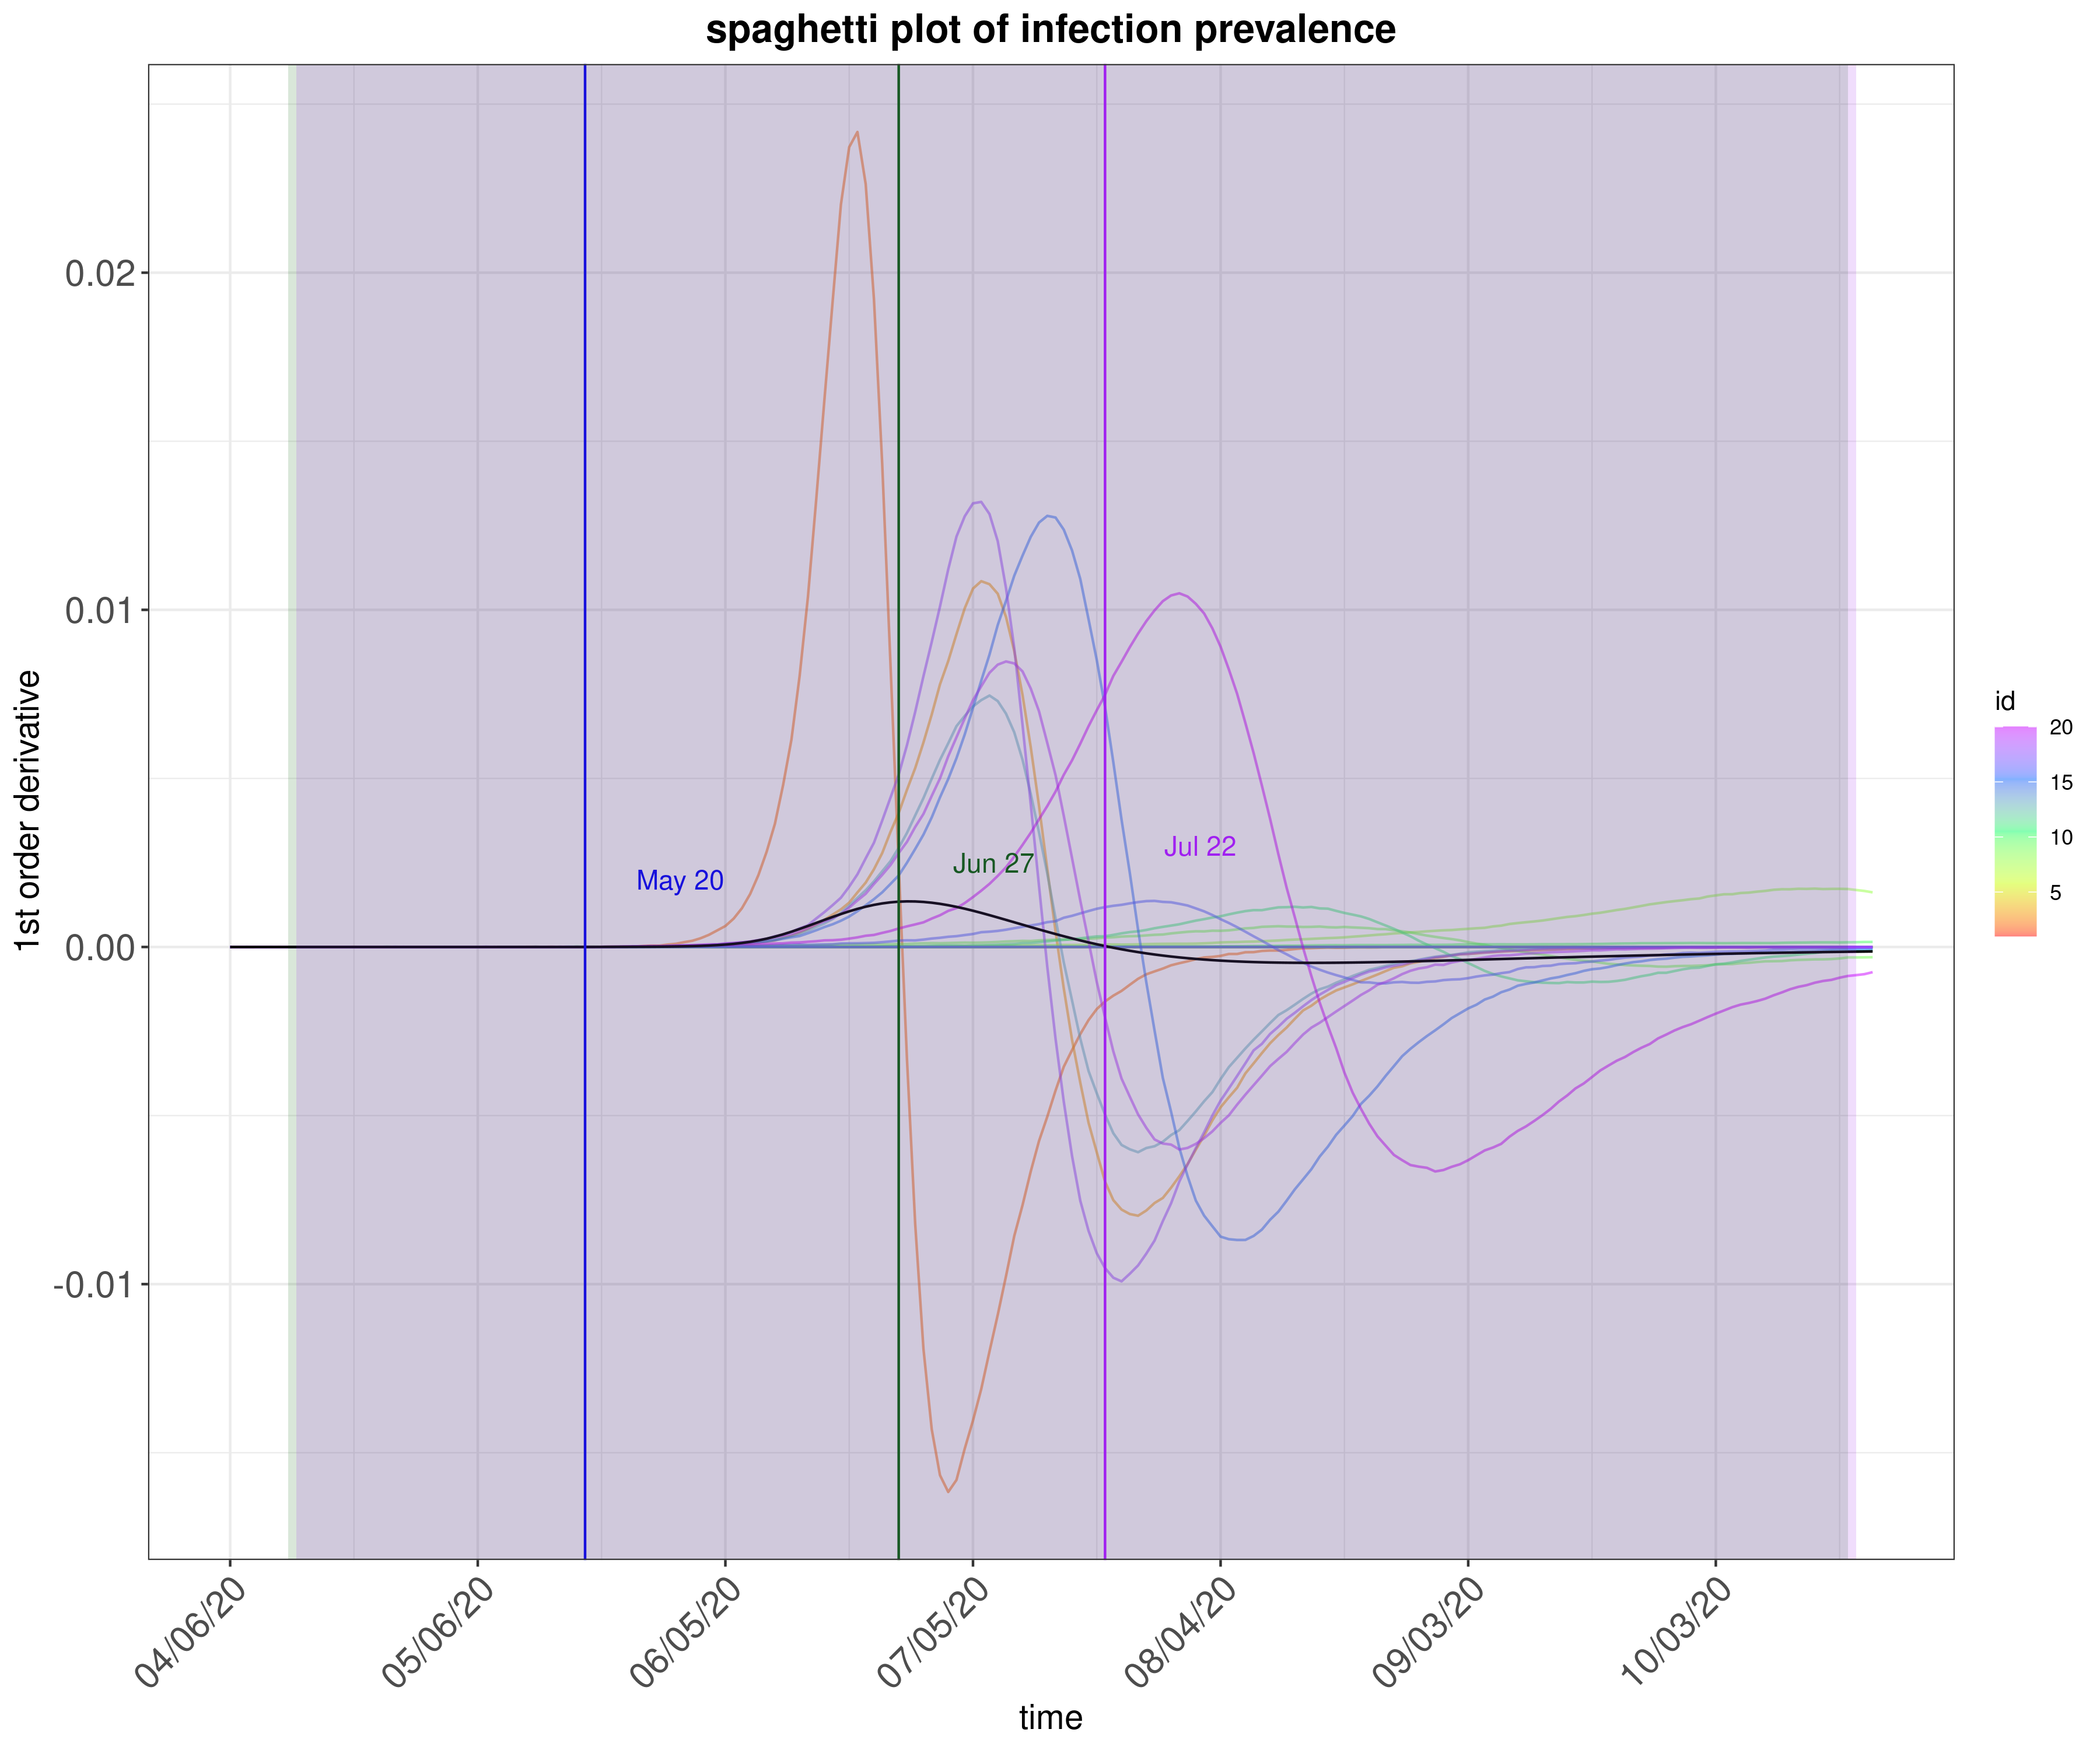 spaghetti plot of infection prevalence
1st order derivative
0.02
0.01
0.00
-0.01
May 20
Jun 27
Jul 22
04/06/20
05/06/20
06/05/20
07/05/20
08/04/20
09/03/20
10/03/20
time
id
20
15
10
5